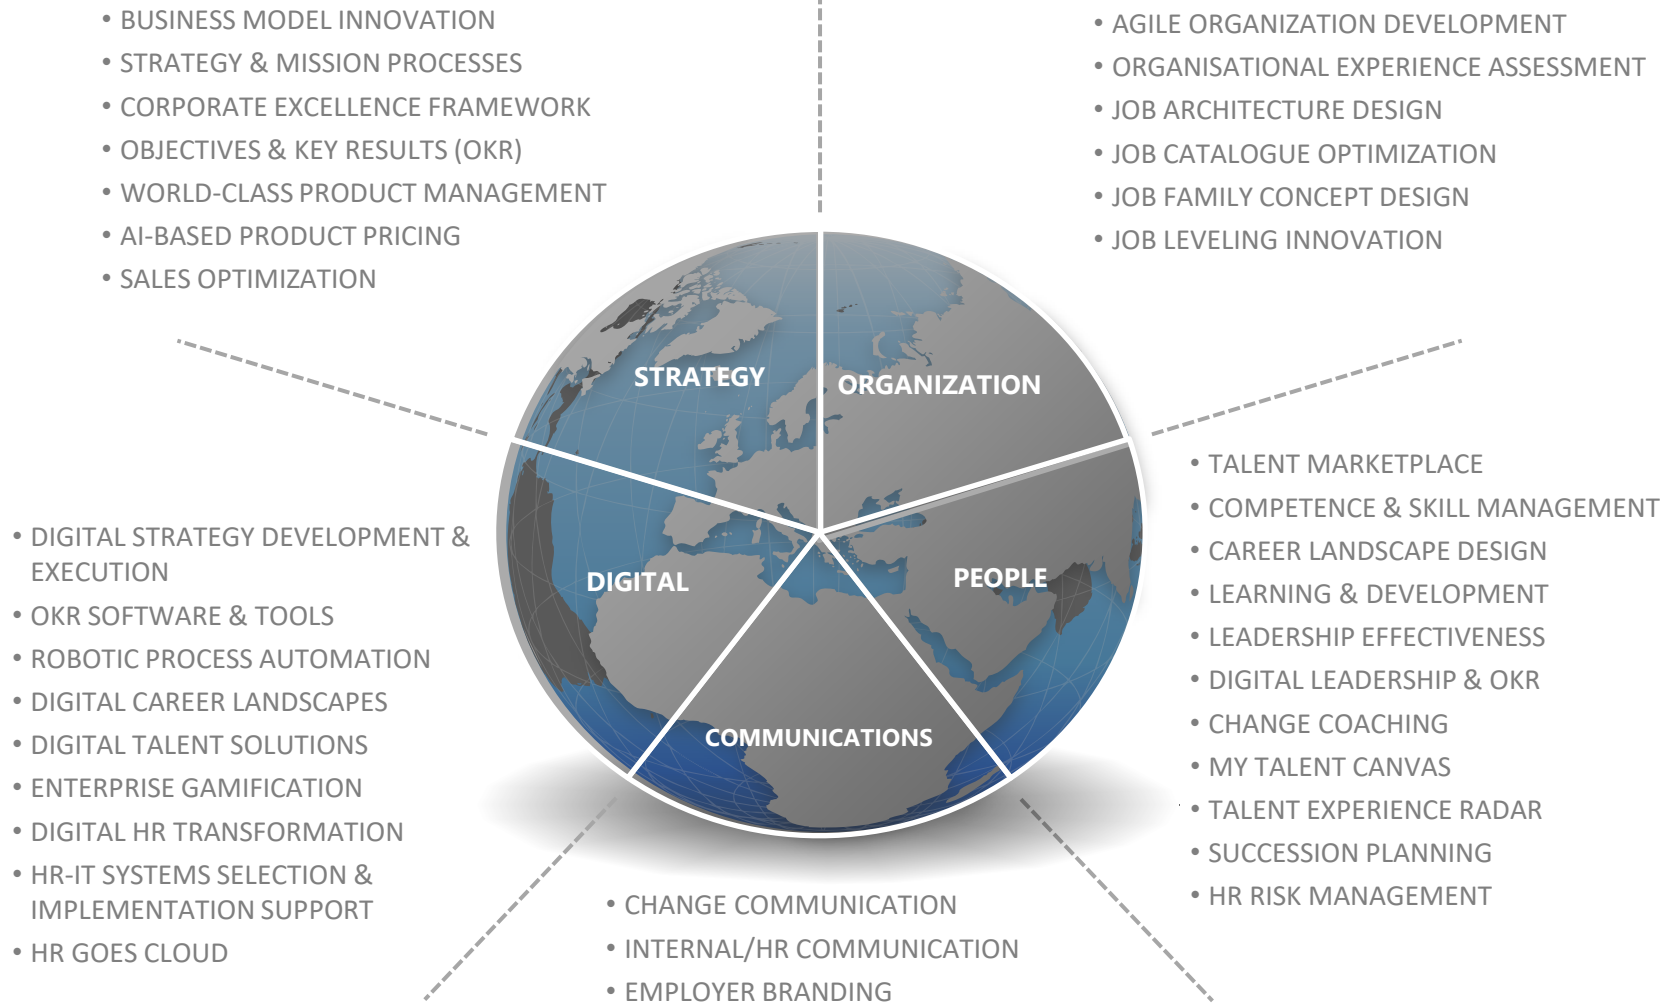 • BUSINESS MODEL INNOVATION
• STRATEGY & MISSION PROCESSES
• CORPORATE EXCELLENCE FRAMEWORK
• OBJECTIVES & KEY RESULTS (OKR)
• WORLD-CLASS PRODUCT MANAGEMENT
• AI-BASED PRODUCT PRICING
• SALES OPTIMIZATION
• AGILE ORGANIZATION DEVELOPMENT
• ORGANISATIONAL EXPERIENCE ASSESSMENT
• JOB ARCHITECTURE DESIGN
• JOB CATALOGUE OPTIMIZATION
• JOB FAMILY CONCEPT DESIGN
• JOB LEVELING INNOVATION
STRATEGY
ORGANIZATION
DIGITAL
PEOPLE
COMMUNICATIONS
• DIGITAL STRATEGY DEVELOPMENT &
EXECUTION
• OKR SOFTWARE & TOOLS
• ROBOTIC PROCESS AUTOMATION
• DIGITAL CAREER LANDSCAPES
• DIGITAL TALENT SOLUTIONS
• ENTERPRISE GAMIFICATION
• DIGITAL HR TRANSFORMATION
• HR-IT SYSTEMS SELECTION &
IMPLEMENTATION SUPPORT
• HR GOES CLOUD
• TALENT MARKETPLACE
• COMPETENCE & SKILL MANAGEMENT
• CAREER LANDSCAPE DESIGN
• LEARNING & DEVELOPMENT
• LEADERSHIP EFFECTIVENESS
• DIGITAL LEADERSHIP & OKR
• CHANGE COACHING
• MY TALENT CANVAS
• TALENT EXPERIENCE RADAR
• SUCCESSION PLANNING
• HR RISK MANAGEMENT
• CHANGE COMMUNICATION
• INTERNAL/HR COMMUNICATION
• EMPLOYER BRANDING